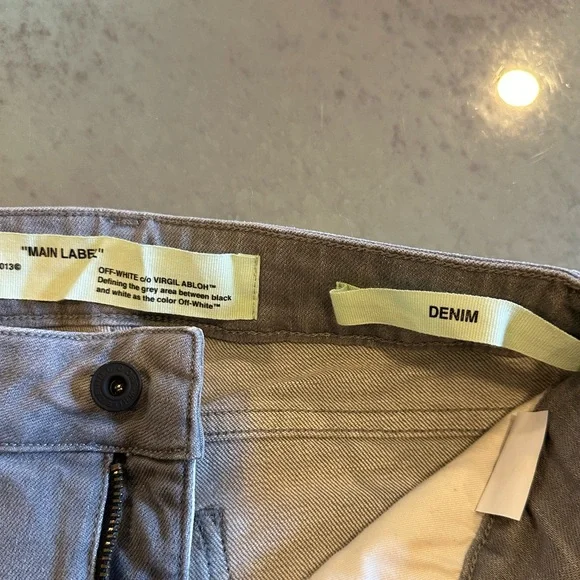 "MAIN LABEL"
013©
OFF-WHITE c/o VIRGIL ABLOH™
Defining the grey area between black
and white as the color Off-White™
DENIM